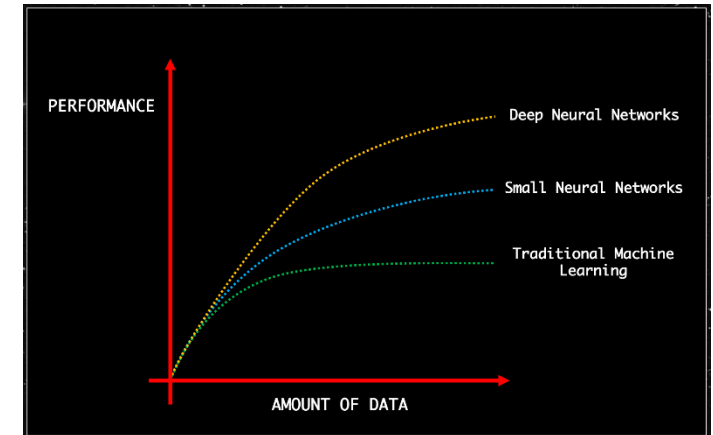 PERFORMANCE
Deep Neural Networks
Small Neural Networks
Traditional Machine
Learning
AMOUNT OF DATA